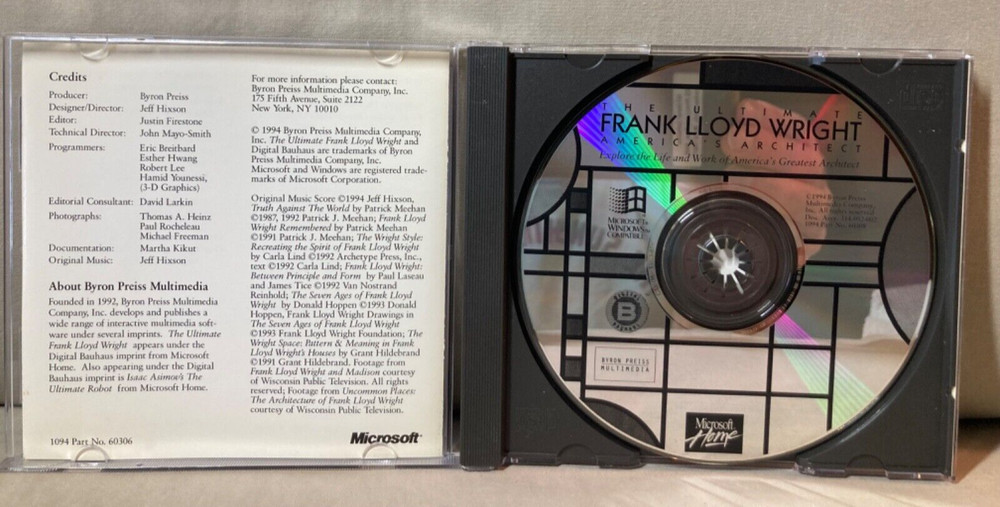 Credits
Producer: Byron Preiss
Designer/Director: Jeff Hixson
Editor: Justin Firestone
Technical Director: John Mayo-Smith
Programmers: Eric Breitbard
Esther Hwang
Robert Lee
Hamid Younessi,
(3-D Graphics)
Editorial Consultant: David Larkin
Photographs: Thomas A. Heinz
Paul Rocheleau
Michael Freeman
Documentation: Martha Kikut
Original Music: Jeff Hixson
About Byron Preiss Multimedia
Founded in 1992, Byron Preiss Multimedia
Company, Inc. develops and publishes a
wide range of interactive multimedia soft-
ware under several imprints. The Ultimate
Frank Lloyd Wright appears under the
Digital Bauhaus imprint from Microsoft
Home. Also appearing under the Digital
Bauhaus imprint is Isaac Asimov's The
Ultimate Robot from Microsoft Home.
1094 Part No. 60306
For more information please contact:
Byron Preiss Multimedia Company, Inc.
175 Fifth Avenue, Suite 2122
New York, NY 10010
© 1994 Byron Preiss Multimedia Company,
Inc. The Ultimate Frank Lloyd Wright and
Digital Bauhaus are trademarks of Byron
Preiss Multimedia Company, Inc.
Microsoft and Windows are registered trade-
marks of Microsoft Corporation.
Original Music Score ©1994 Jeff Hixson,
Truth Against The World by Patrick Meehan
©1987, 1992 Patrick J. Meehan; Frank Lloyd
Wright Remembered by Patrick Meehan
©1991 Patrick J. Meehan; The Wright Style:
Recreating the Spirit of Frank Lloyd Wright
by Carla Lind ©1992 Archetype Press, Inc.,
text ©1992 Carla Lind; Frank Lloyd Wright:
Between Principle and Form by Paul Laseau
and James Tice ©1992 Van Nostrand
Reinhold; The Seven Ages of Frank Lloyd
Wright by Donald Hoppen ©1993 Donald
Hoppen, Frank Lloyd Wright Drawings in
The Seven Ages of Frank Lloyd Wright
©1993 Frank Lloyd Wright Foundation; The
Wright Space: Pattern & Meaning in Frank
Lloyd Wright's Houses by Grant Hildebrand
©1991 Grant Hildebrand. Footage from
Frank Lloyd Wright and Madison courtesy
of Wisconsin Public Television. All rights
reserved; Footage from Uncommon Places:
The Architecture of Frank Lloyd Wright
courtesy of Wisconsin Public Television.
Microsoft
THE ULTIMATE
FRANK LLOYD WRIGHT
AMERICA'S ARCHITECT
Explore the Life and Work of America's Greatest Architect
MICROSOFT
WINDOWS
COMPATIBLE
©1994 Byron Preiss
Multimedia Company,
Inc. All rights reserved
1094 Part No. 60306
DIGITAL
B
BAUHAUS
BYRON PREISS
MULTIMEDIA
Microsoft
Home